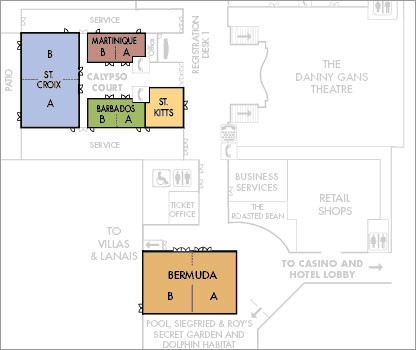 SERVICE
MARTINIQUE
B A
Office
REGISTRATION
DESK 1
B
ST.
CROIX
A
PATIO
CALYPSO
COURT
BARBADOS
B A
ST.
KITTS
SERVICE
THE
DANNY GANS
THEATRE
BUSINESS
SERVICES
THE
ROASTED BEAN
RETAIL
SHOPS
TICKET
OFFICE
TO
VILLAS
& LANAIS
BERMUDA
B A
TO CASINO AND
HOTEL LOBBY
POOL, SIEGFRIED & ROY'S
SECRET GARDEN AND
DOLPHIN HABITAT